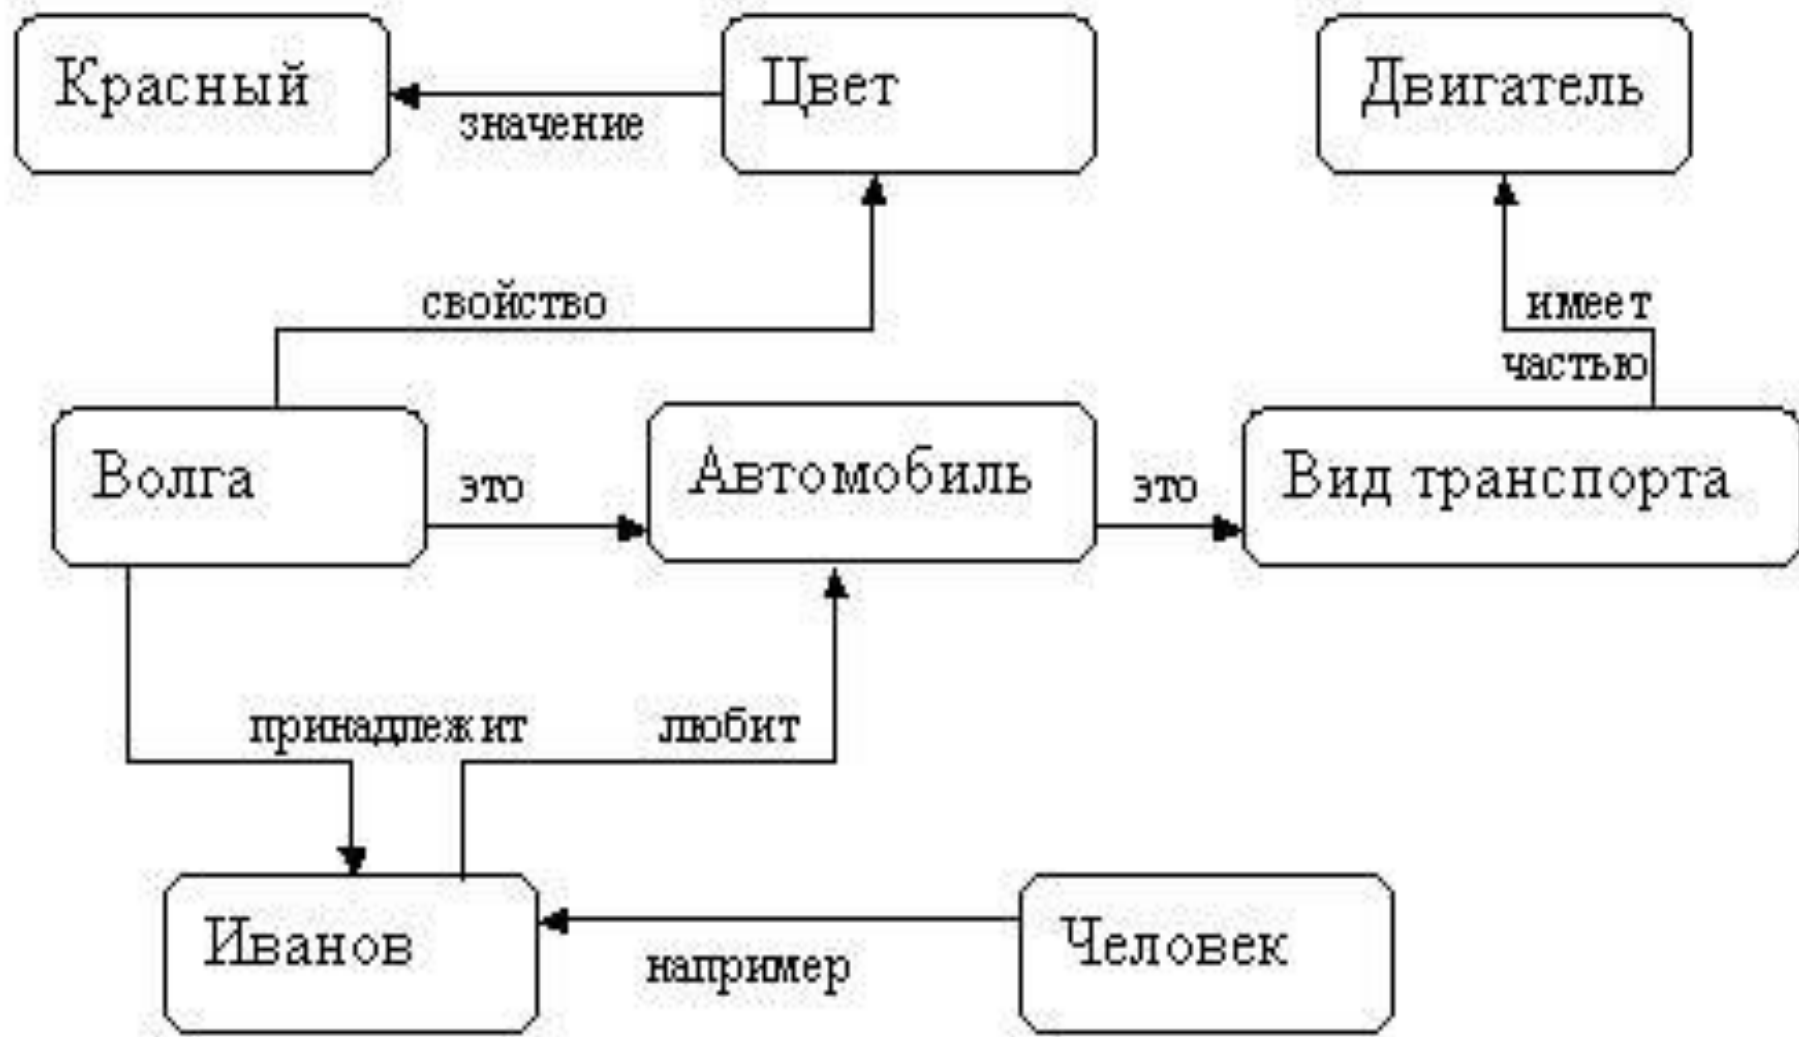 Красный
значение
Цвет
Двигатель
свойство
имеет
частью
Волга
это
Автомобиль
это
Вид транспорта
принадлежит
любит
Иванов
например
Человек